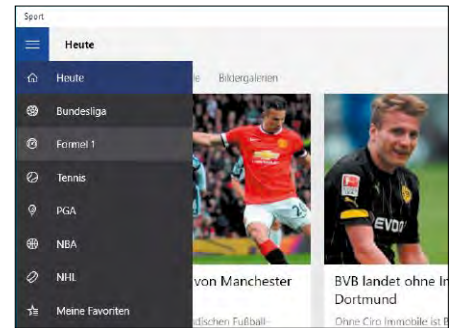 Sport
Heute
Heute
Bildergalerien
Bundesliga
Formel 1
Tennis
PGA
NBA
NHL
Meine Favoriten
von Manchester
BVB landet ohne
Dortmund
Ohne Ciro Immobile ist
EVO